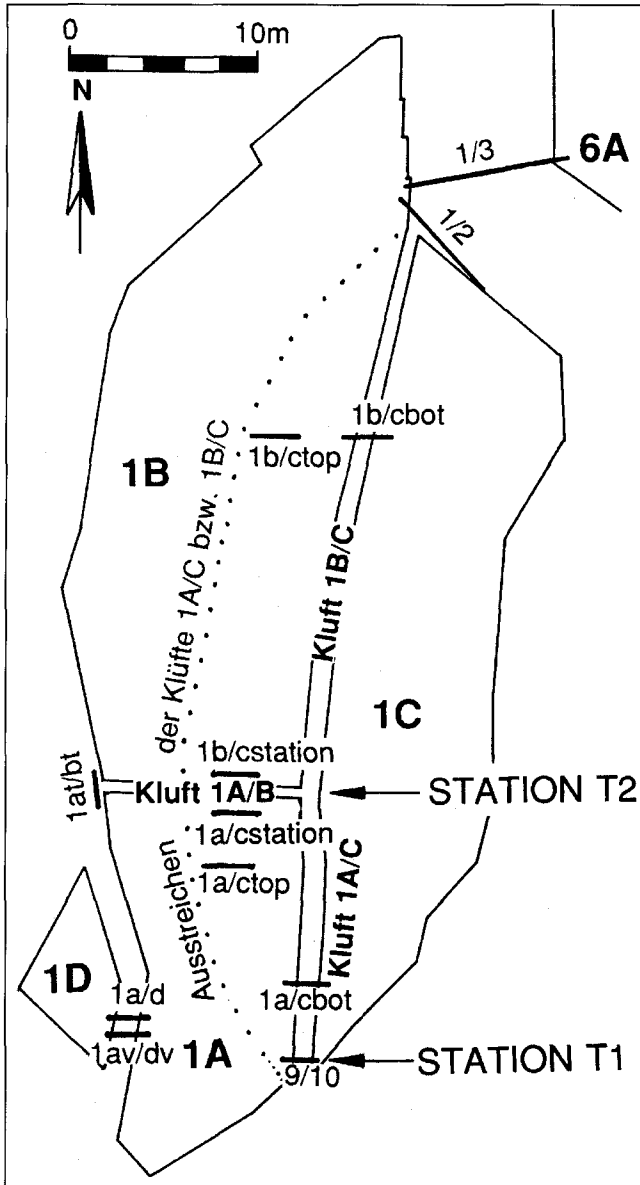 0 10m
N
1/3
6A
1/2
1b/cbot
1b/ctop
1B
der Klüfte 1A/C bzw. 1B/C
Kluft 1B/C
1C
1b/cstation
1at/bt
Kluft 1A/B
STATION T2
1a/cstation
1a/ctop
Ausstreichen
Kluft 1A/C
1D
1a/d
1a/cbot
1av/dv
1A
STATION T1
9/10